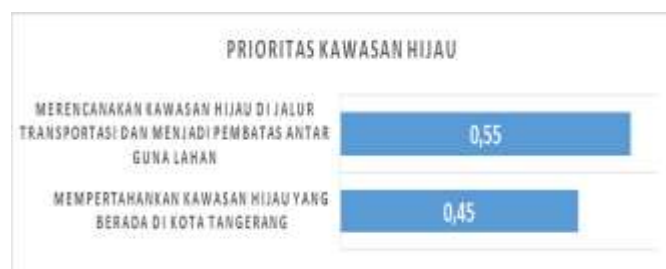 PRIORITAS KAWASAN HIJAU
MERENCANAKAN KAWASAN HIJAU DI JALUR
TRANSPORTASI DAN MENJADI PEMBATAS ANTAR
GUNA LAHAN
0,55
MEMPERTAHANKAN KAWASAN HIJAU YANG
BERADA DI KOTA TANGERANG
0,45